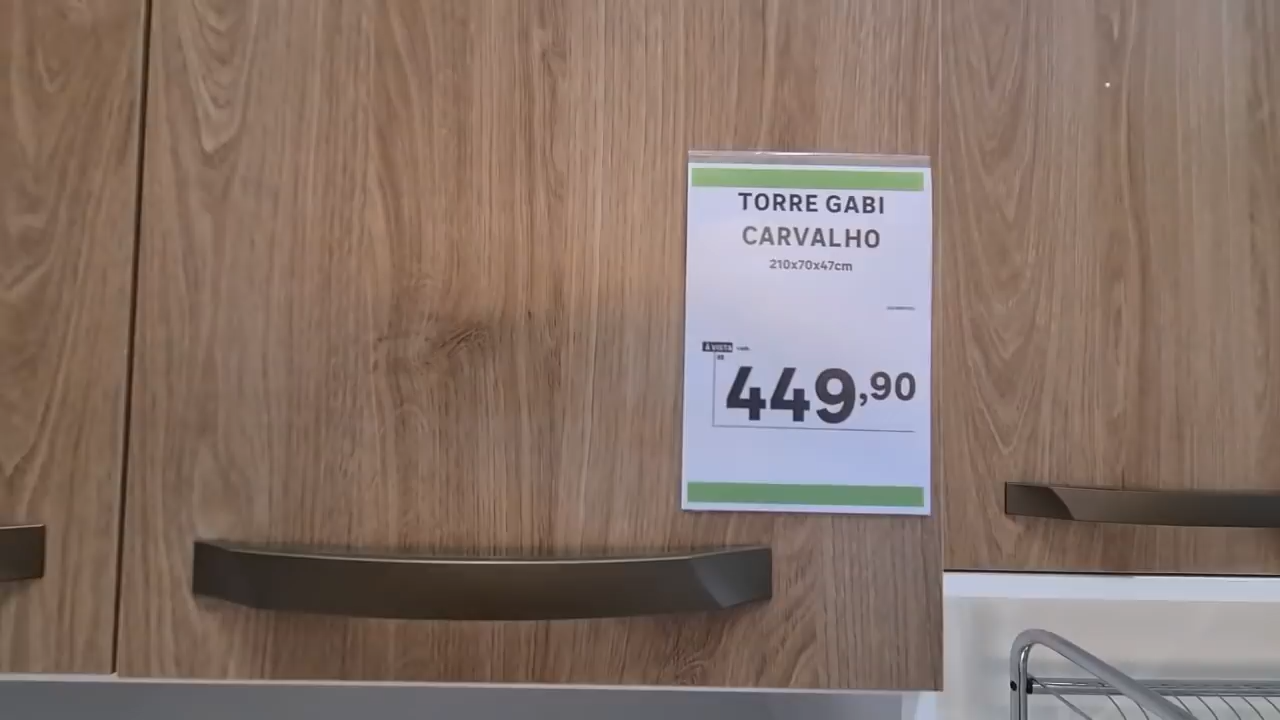 TORRE GABI
CARVALHO
210x70x47cm
À VISTA
R$
449,90